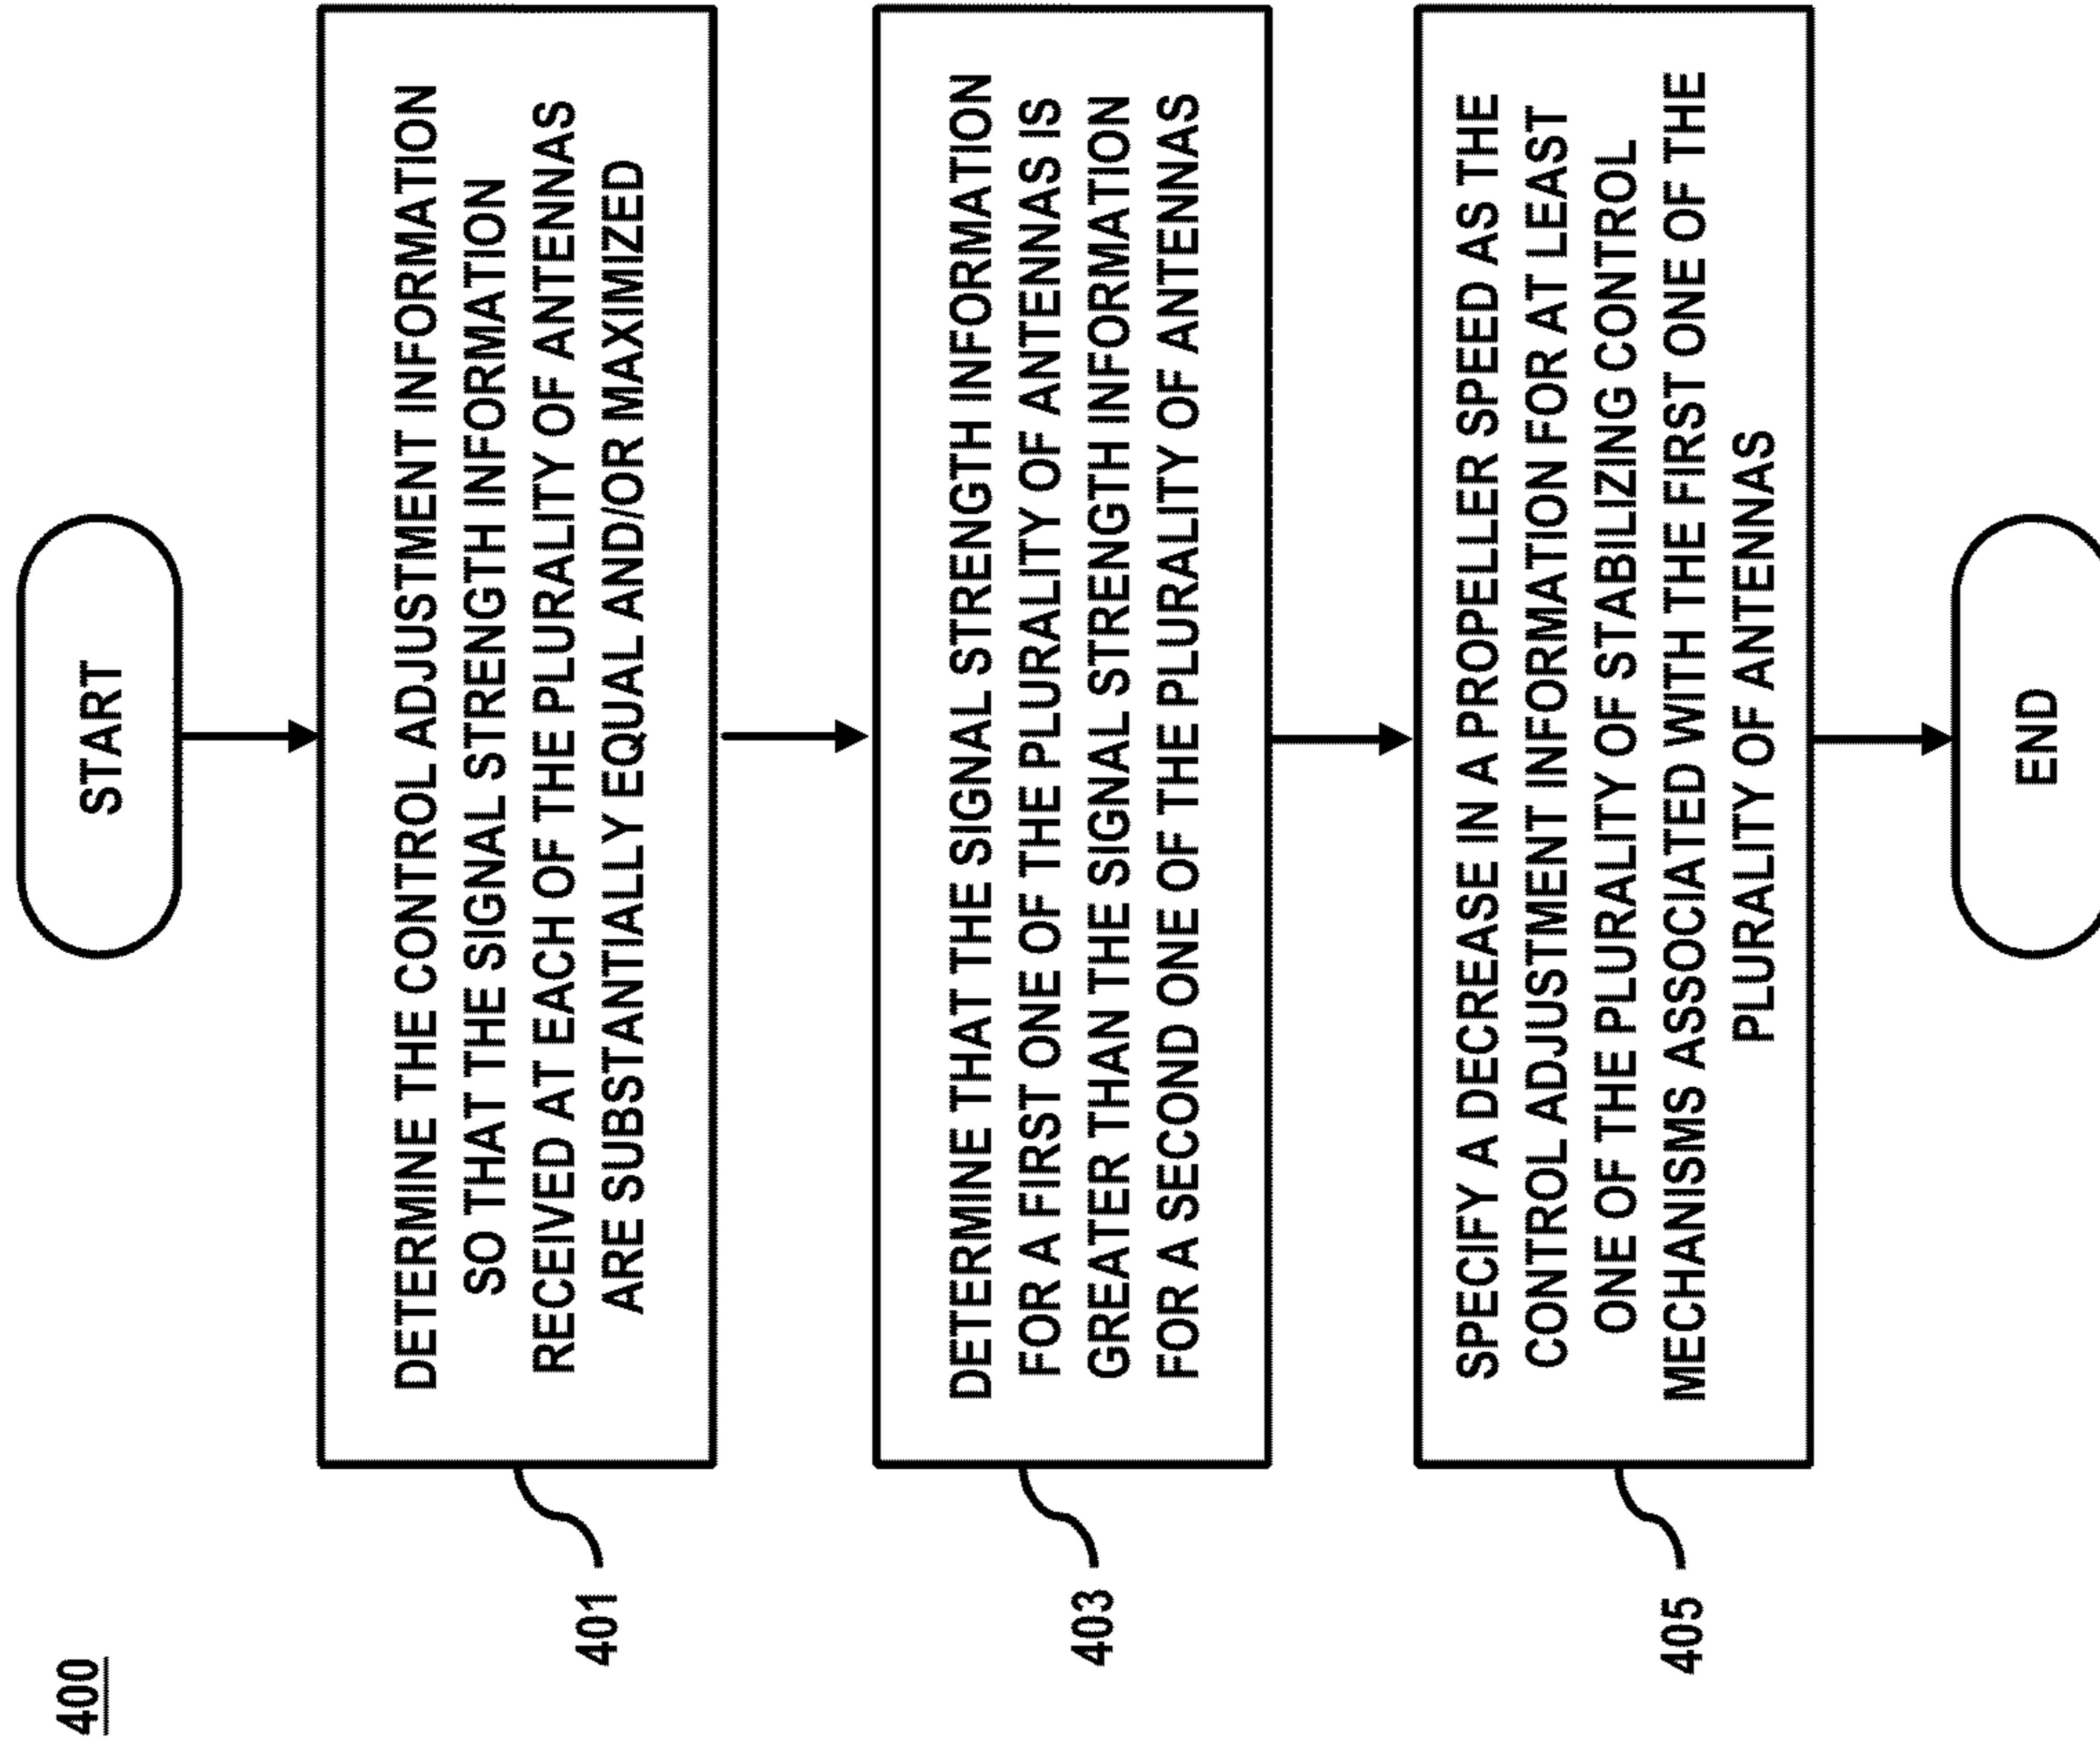 400
START
DETERMINE THE CONTROL ADJUSTMENT INFORMATION
SO THAT THE SIGNAL STRENGTH INFORMATION
RECEIVED AT EACH OF THE PLURALITY OF ANTENNAS
ARE SUBSTANTIALLY EQUAL AND/OR MAXIMIZED
401
DETERMINE THAT THE SIGNAL STRENGTH INFORMATION
FOR A FIRST ONE OF THE PLURALITY OF ANTENNAS IS
GREATER THAN THE SIGNAL STRENGTH INFORMATION
FOR A SECOND ONE OF THE PLURALITY OF ANTENNAS
403
SPECIFY A DECREASE IN A PROPELLER SPEED AS THE
CONTROL ADJUSTMENT INFORMATION FOR AT LEAST
ONE OF THE PLURALITY OF STABILIZING CONTROL
MECHANISMS ASSOCIATED WITH THE FIRST ONE OF THE
PLURALITY OF ANTENNAS
405
END